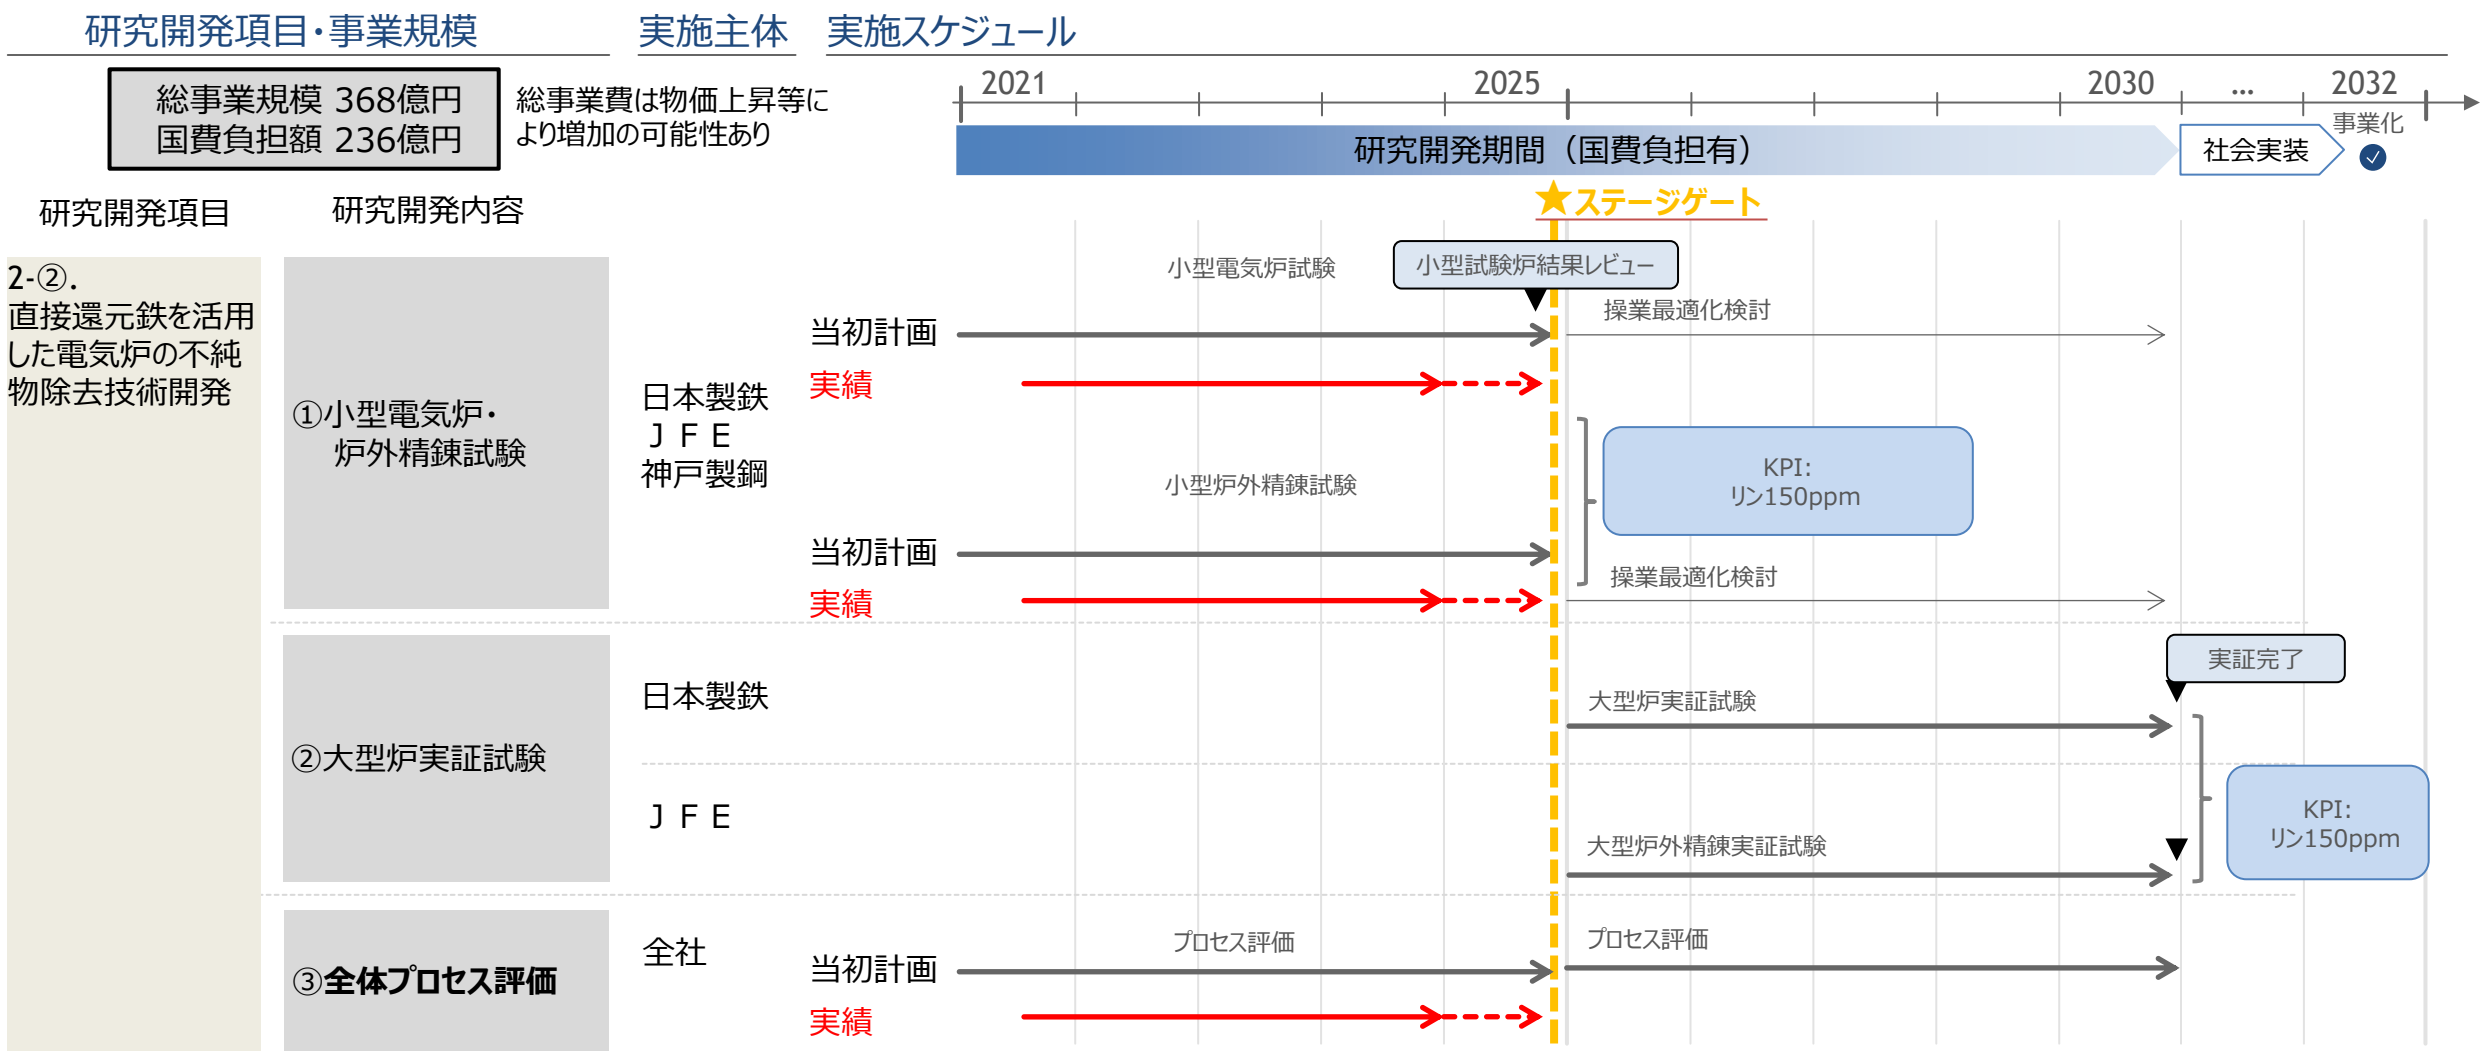 研究開発項目・事業規模
実施主体
実施スケジュール
総事業規模 368億円
国費負担額 236億円
総事業費は物価上昇等に
より増加の可能性あり
2021
2025
2030
…
2032
研究開発期間（国費負担有）
社会実装
事業化
★ステージゲート
研究開発項目
研究開発内容
2-②.
直接還元鉄を活用
した電気炉の不純
物除去技術開発
①小型電気炉・
炉外精錬試験
日本製鉄
ＪＦＥ
神戸製鋼
小型電気炉試験
小型試験炉結果レビュー
操業最適化検討
当初計画
実績
小型炉外精錬試験
KPI:
リン150ppm
当初計画
操業最適化検討
実績
②大型炉実証試験
日本製鉄
実証完了
大型炉実証試験
ＪＦＥ
大型炉外精錬実証試験
KPI:
リン150ppm
③全体プロセス評価
全社
プロセス評価
プロセス評価
当初計画
実績